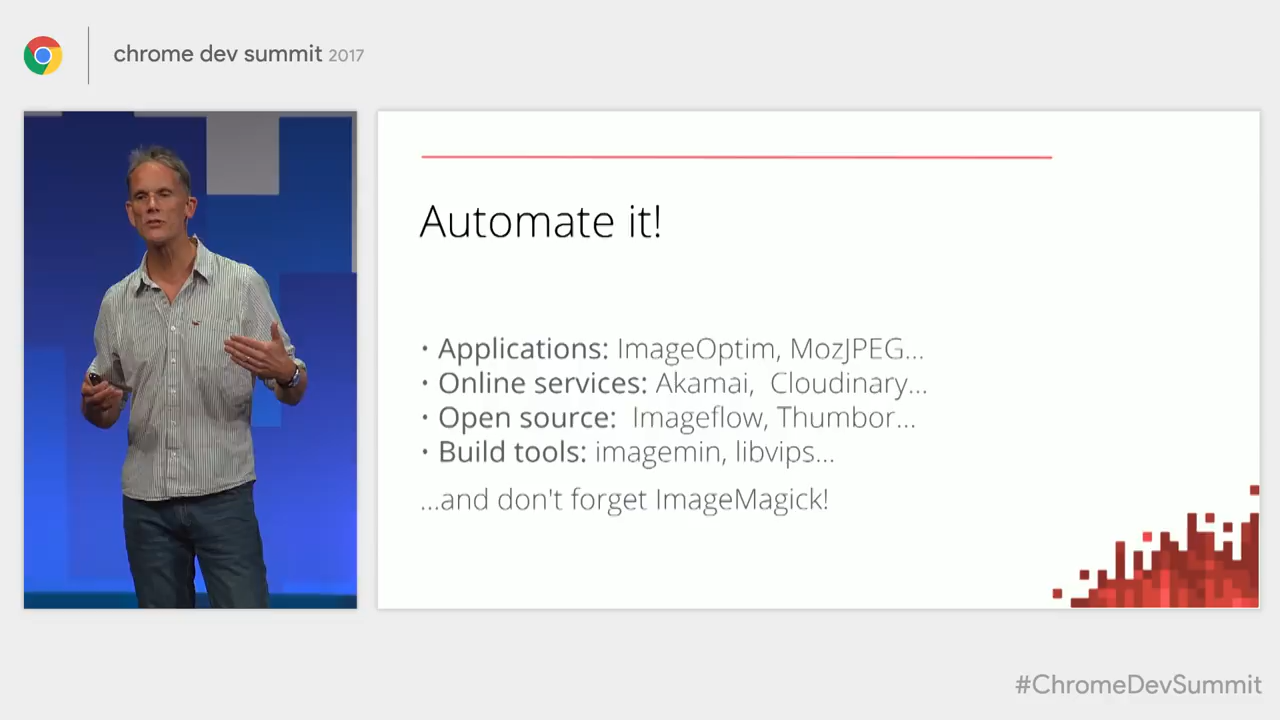 chrome dev summit 2017
Automate it!
• Applications: ImageOptim, MozJPEG...
• Online services: Akamai, Cloudinary...
• Open source: Imageflow, Thumbor...
• Build tools: imagemin, libvips...
...and don't forget ImageMagick!
#ChromeDevSummit